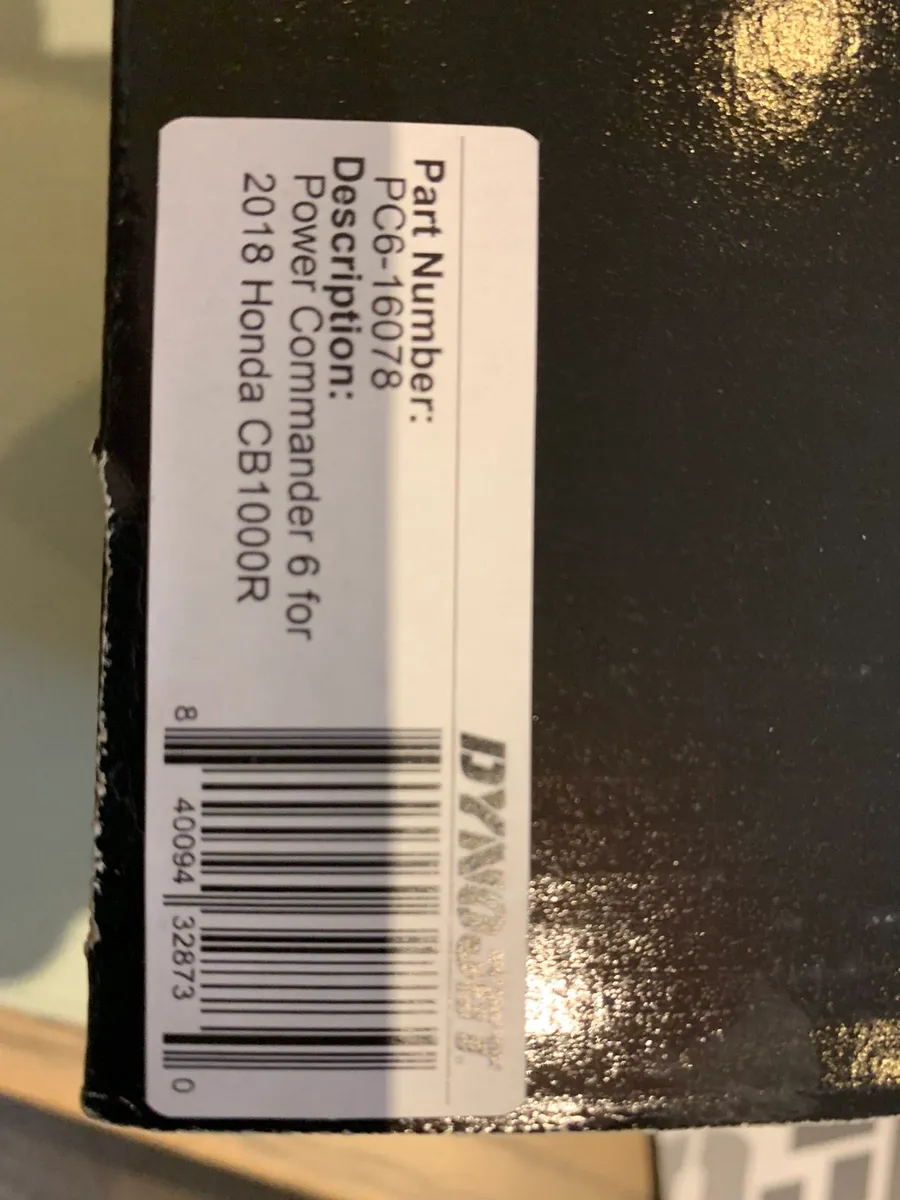 DYNOJET
Part Number:
PC6-16078
Description:
Power Commander 6 for
2018 Honda CB1000R
8 40094 32873 0